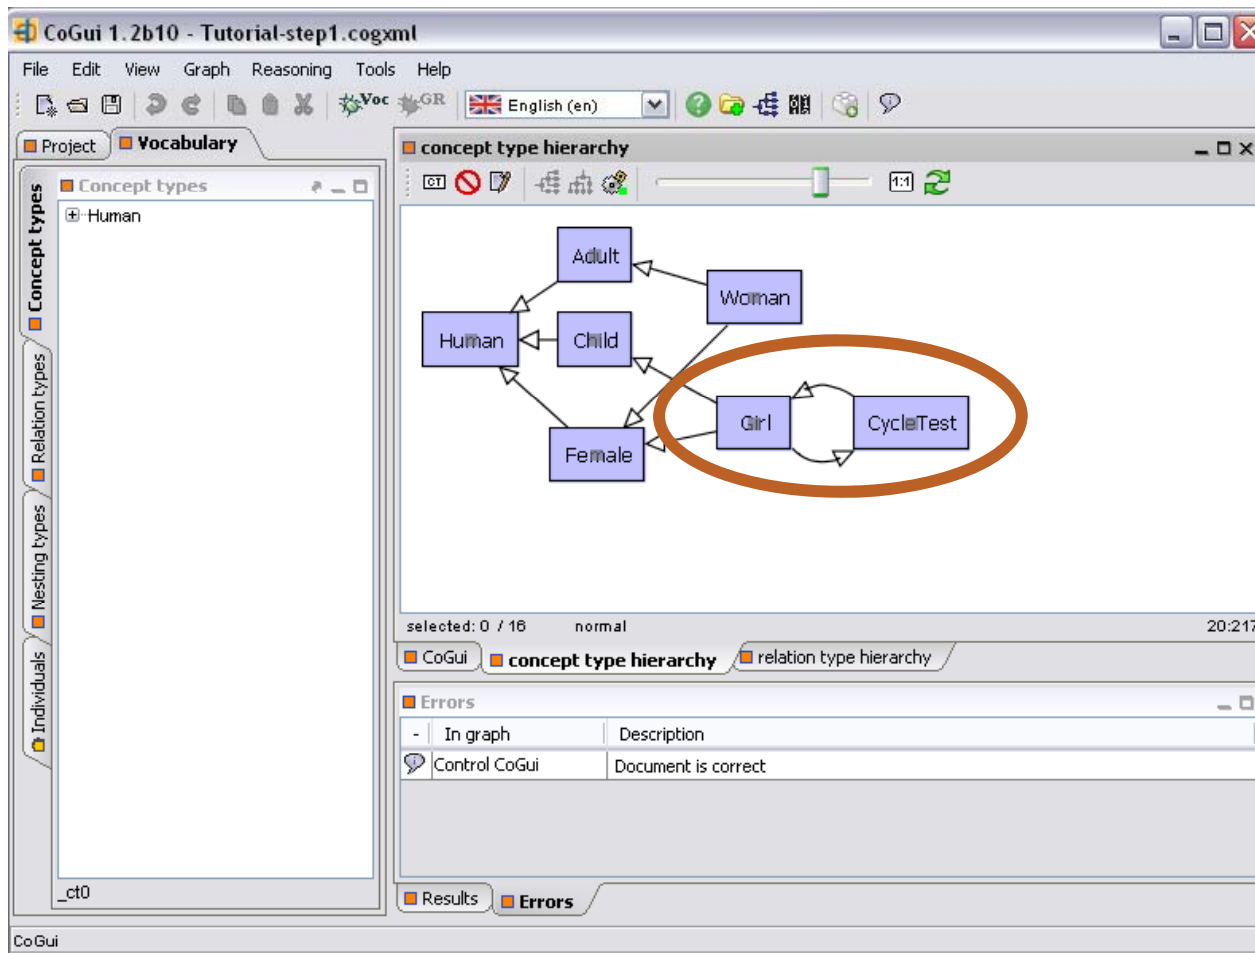 CoGui 1.2b10 - Tutorial-step1.cogxml
File Edit View Graph Reasoning Tools Help
Voc GR English (en)
Project Vocabulary
concept type hierarchy
Concept types
Relation types
Nesting types
Individuals
Concept types
CT 1:1
Human
Adult
Woman
Human
Child
Girl
CycleTest
Female
selected: 0 / 16 normal 20:217
CoGui concept type hierarchy relation type hierarchy
Errors
- In graph Description
Control CoGui Document is correct
_ct0
Results Errors
CoGui